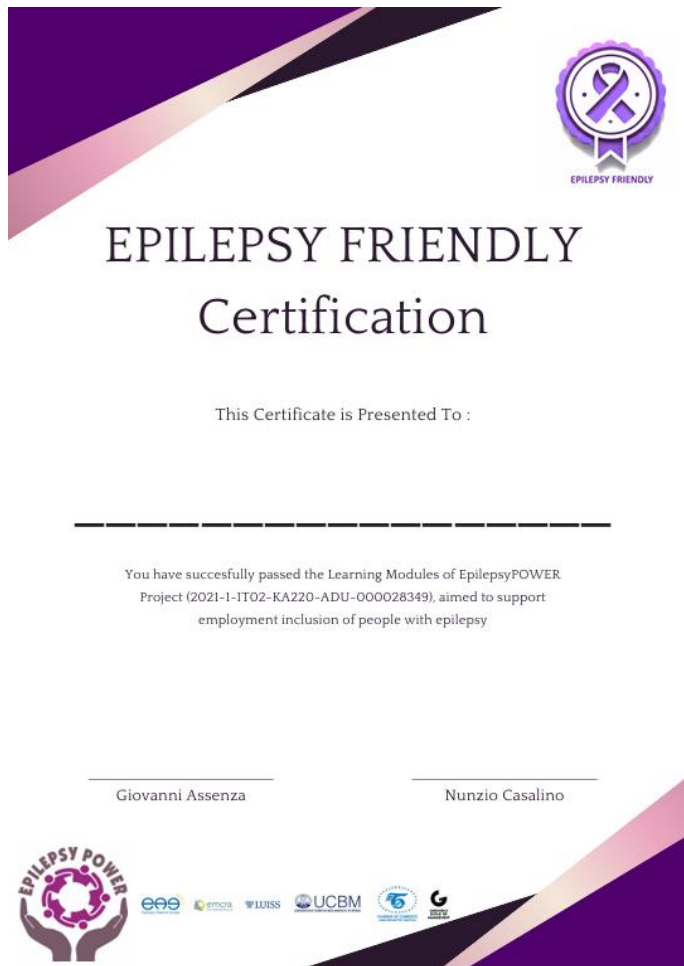 EPILEPSY FRIENDLY
EPILEPSY FRIENDLY
Certification
This Certificate is Presented To :
You have succesfully passed the Learning Modules of EpilepsyPOWER
Project (2021-1-IT02-KA220-ADU-000028349), aimed to support
employment inclusion of people with epilepsy
Giovanni Assenza
Nunzio Casalino
EPILEPSY POWER
emcra
LUISS
UCBM